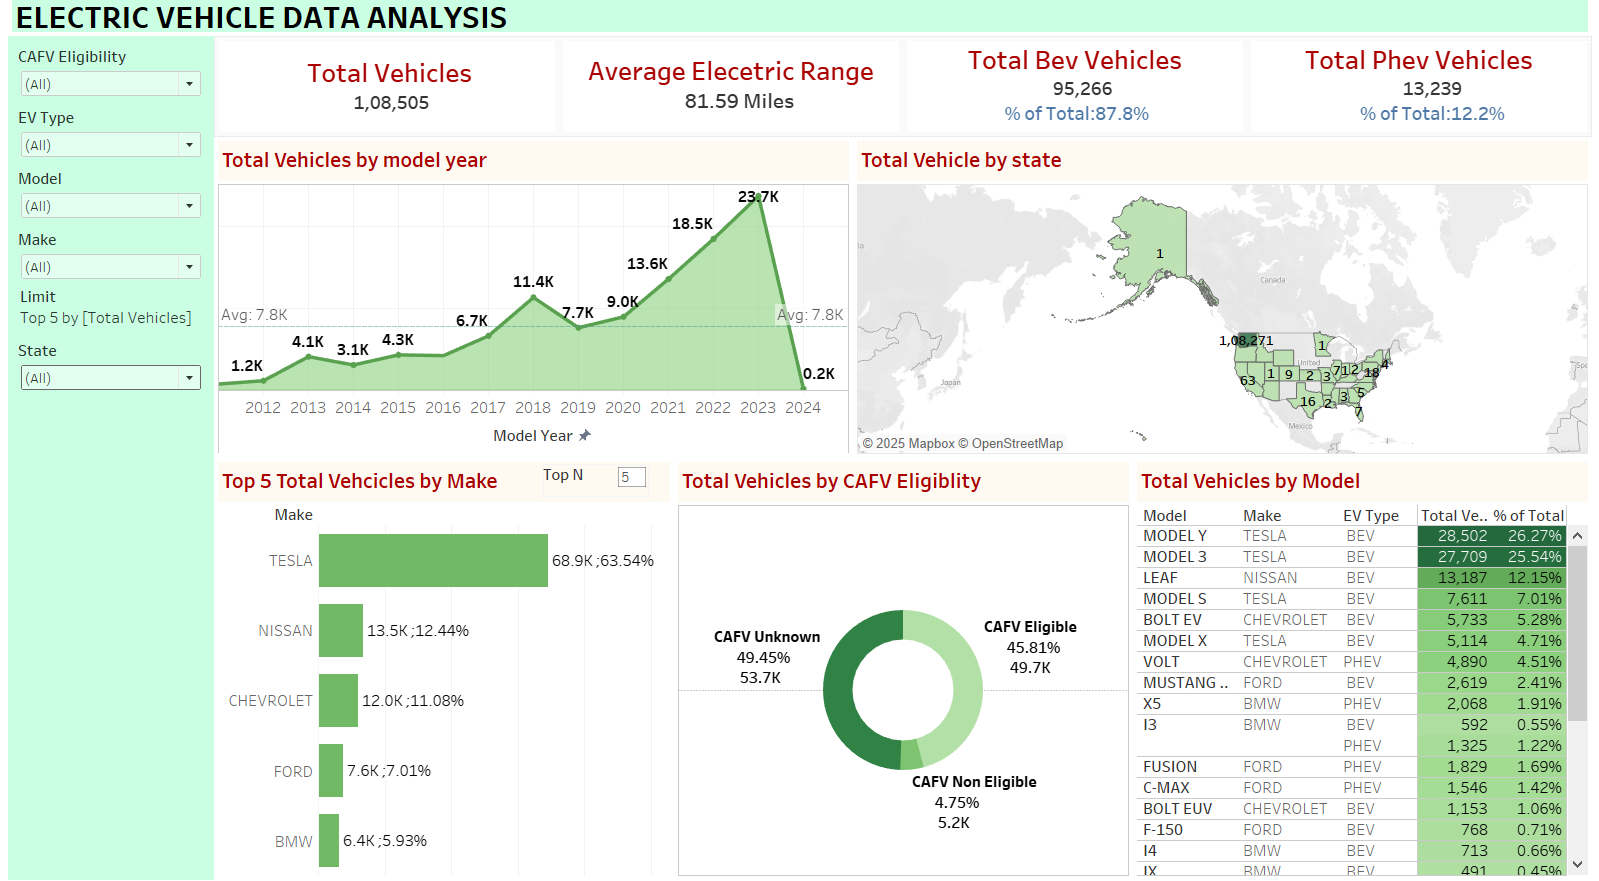 ELECTRIC VEHICLE DATA ANALYSIS
CAFV Eligibility
(All)
EV Type
(All)
Model
(All)
Make
(All)
Limit
Top 5 by [Total Vehicles]
State
(All)
Total Vehicles
1,08,505
Average Elecetric Range
81.59 Miles
Total Bev Vehicles
95,266
% of Total:87.8%
Total Phev Vehicles
13,239
% of Total:12.2%
Total Vehicles by model year
1.2K
4.1K
3.1K
4.3K
6.7K
11.4K
7.7K
9.0K
13.6K
18.5K
23.7K
0.2K
Avg: 7.8K
Avg: 7.8K
2012 2013 2014 2015 2016 2017 2018 2019 2020 2021 2022 2023 2024
Model Year
Total Vehicle by state
1
Canada
Japan
United
Mexico
1,08,271
1
4
63
1
9
2
3
7
1
2
18
16
2
3
5
7
© 2025 Mapbox © OpenStreetMap
Top 5 Total Vehcicles by Make
Top N
5
Make
TESLA 68.9K ;63.54%
NISSAN 13.5K ;12.44%
CHEVROLET 12.0K ;11.08%
FORD 7.6K ;7.01%
BMW 6.4K ;5.93%
Total Vehicles by CAFV Eligiblity
CAFV Unknown
49.45%
53.7K
CAFV Eligible
45.81%
49.7K
CAFV Non Eligible
4.75%
5.2K
Total Vehicles by Model
Model Make EV Type Total Ve.. % of Total
MODEL Y TESLA BEV 28,502 26.27%
MODEL 3 TESLA BEV 27,709 25.54%
LEAF NISSAN BEV 13,187 12.15%
MODEL S TESLA BEV 7,611 7.01%
BOLT EV CHEVROLET BEV 5,733 5.28%
MODEL X TESLA BEV 5,114 4.71%
VOLT CHEVROLET PHEV 4,890 4.51%
MUSTANG .. FORD BEV 2,619 2.41%
X5 BMW PHEV 2,068 1.91%
I3 BMW BEV 592 0.55%
PHEV 1,325 1.22%
FUSION FORD PHEV 1,829 1.69%
C-MAX FORD PHEV 1,546 1.42%
BOLT EUV CHEVROLET BEV 1,153 1.06%
F-150 FORD BEV 768 0.71%
I4 BMW BEV 713 0.66%
IX BMW BEV 491 0.45%